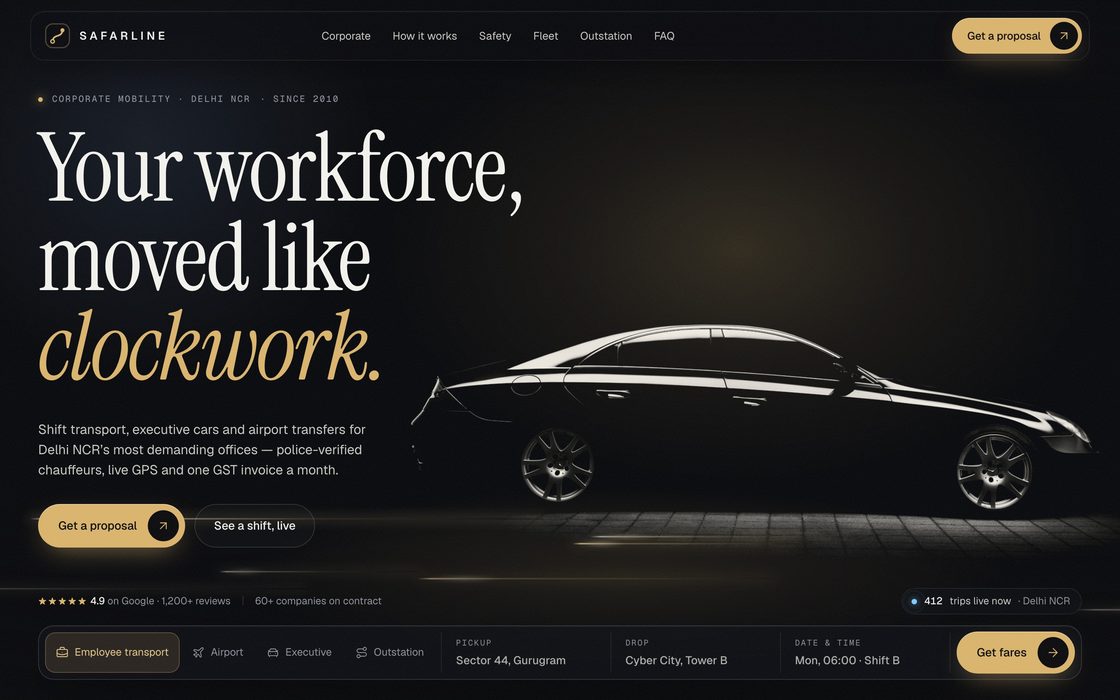 SAFARLINE
Corporate
How it works
Safety
Fleet
Outstation
FAQ
Get a proposal
CORPORATE MOBILITY · DELHI NCR · SINCE 2010
Your workforce,
moved like
clockwork.
Shift transport, executive cars and airport transfers for
Delhi NCR's most demanding offices — police-verified
chauffeurs, live GPS and one GST invoice a month.
Get a proposal
See a shift, live
★★★★★ 4.9 on Google · 1,200+ reviews
60+ companies on contract
412 trips live now · Delhi NCR
Employee transport
Airport
Executive
Outstation
PICKUP
Sector 44, Gurugram
DROP
Cyber City, Tower B
DATE & TIME
Mon, 06:00 · Shift B
Get fares